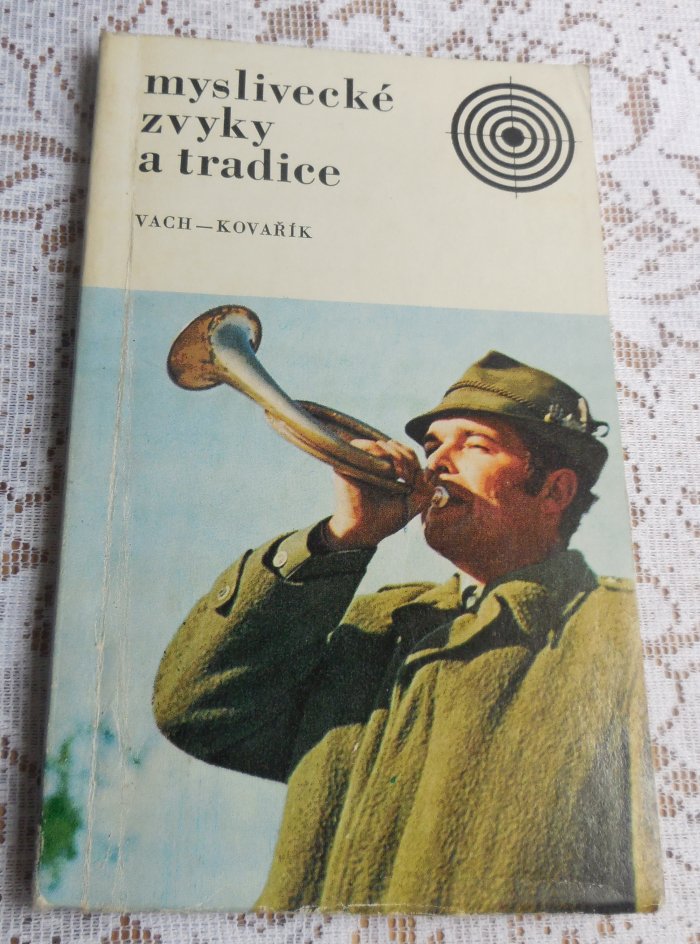 myslivecké
zvyky
a tradice
VACH—KOVAŘÍK